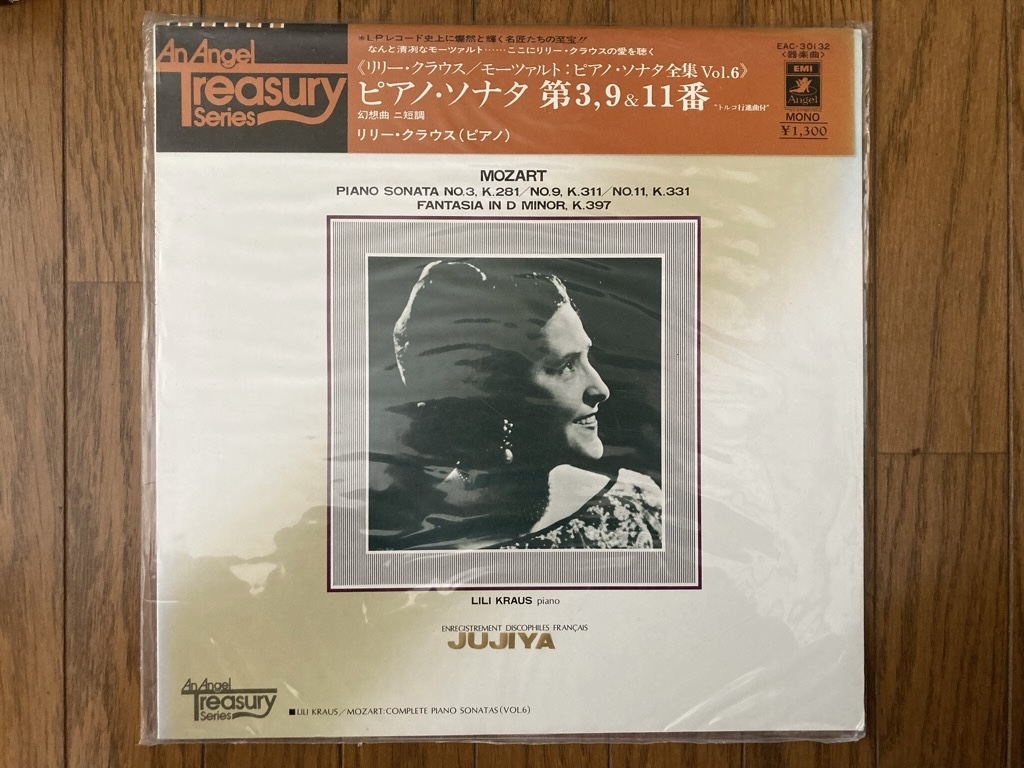 An Angel
Treasury
Series
※LPレコード史上に燦然と輝く名匠たちの至宝!!
なんと清冽なモーツァルト……ここにリリー・クラウスの愛を聴く
《リリー・クラウス／モーツァルト：ピアノ・ソナタ全集 Vol.6》
ピアノ・ソナタ 第3,9&11番 "トルコ行進曲付"
幻想曲 ニ短調
リリー・クラウス(ピアノ)
EAC-30132
〈器楽曲〉
EMI
Angel
MONO
¥1,300
MOZART
PIANO SONATA NO.3, K.281／NO.9, K.311／NO.11, K.331
FANTASIA IN D MINOR, K.397
LILI KRAUS piano
ENREGISTREMENT DISCOPHILES FRANÇAIS
JUJIYA
An Angel
Treasury
Series
■LILI KRAUS／MOZART:COMPLETE PIANO SONATAS(VOL.6)